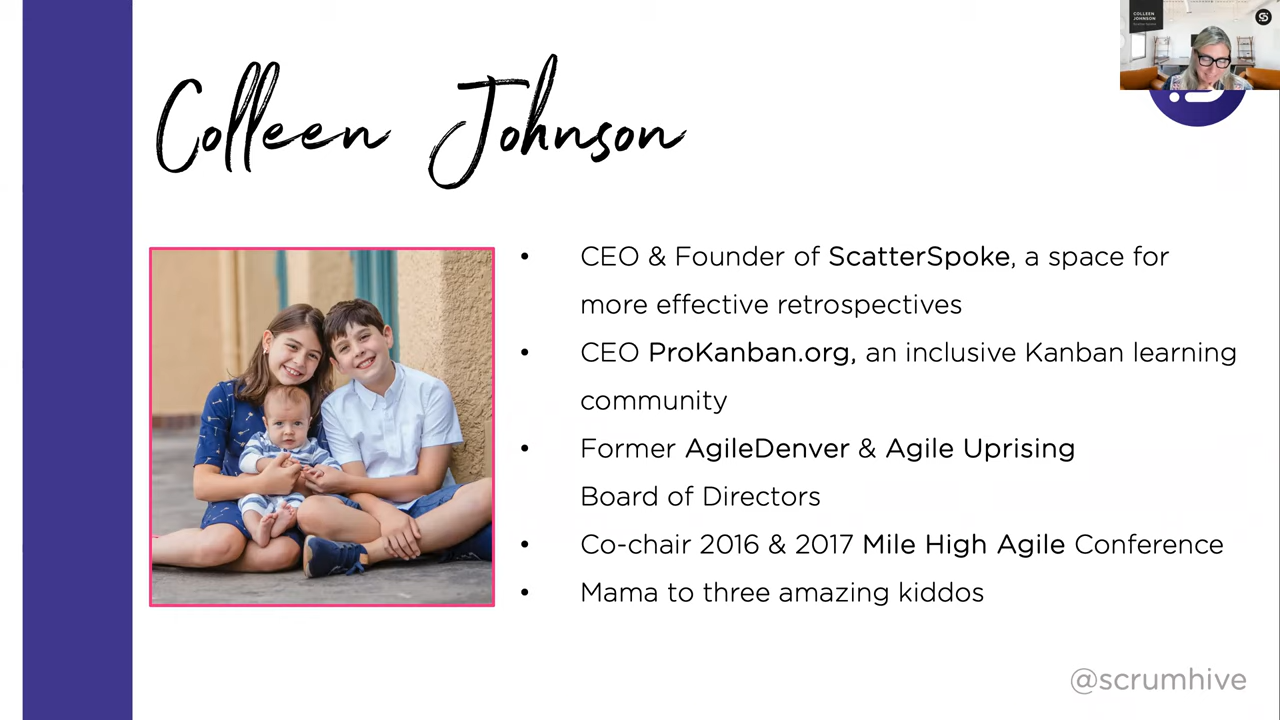 Colleen Johnson
COLLEEN
JOHNSON
• CEO & Founder of ScatterSpoke, a space for
more effective retrospectives
• CEO ProKanban.org, an inclusive Kanban learning
community
• Former AgileDenver & Agile Uprising
Board of Directors
• Co-chair 2016 & 2017 Mile High Agile Conference
• Mama to three amazing kiddos
@scrumhive